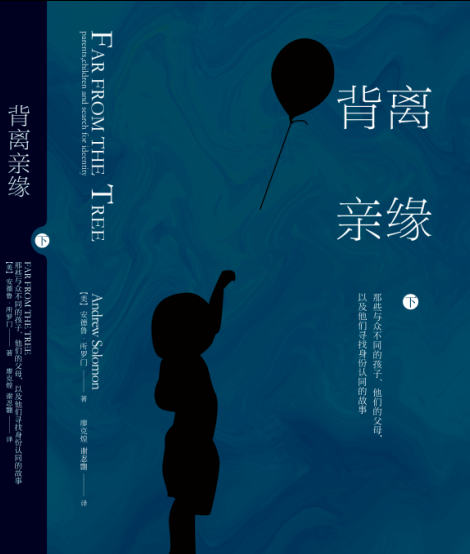 背离
亲缘
下
那些与众不同的孩子、他们的父母，
以及他们寻找身份认同的故事
FAR FROM THE TREE
parents,children and search for identity
Andrew Solomon
【美】安德鲁·所罗门——著
廖克煌 谢忍翾——译
背离亲缘
下
FAR FROM THE TREE
那些与众不同的孩子、他们的父母，以及他们寻找身份认同的故事
【美】安德鲁·所罗门——著 廖克煌 谢忍翾——译